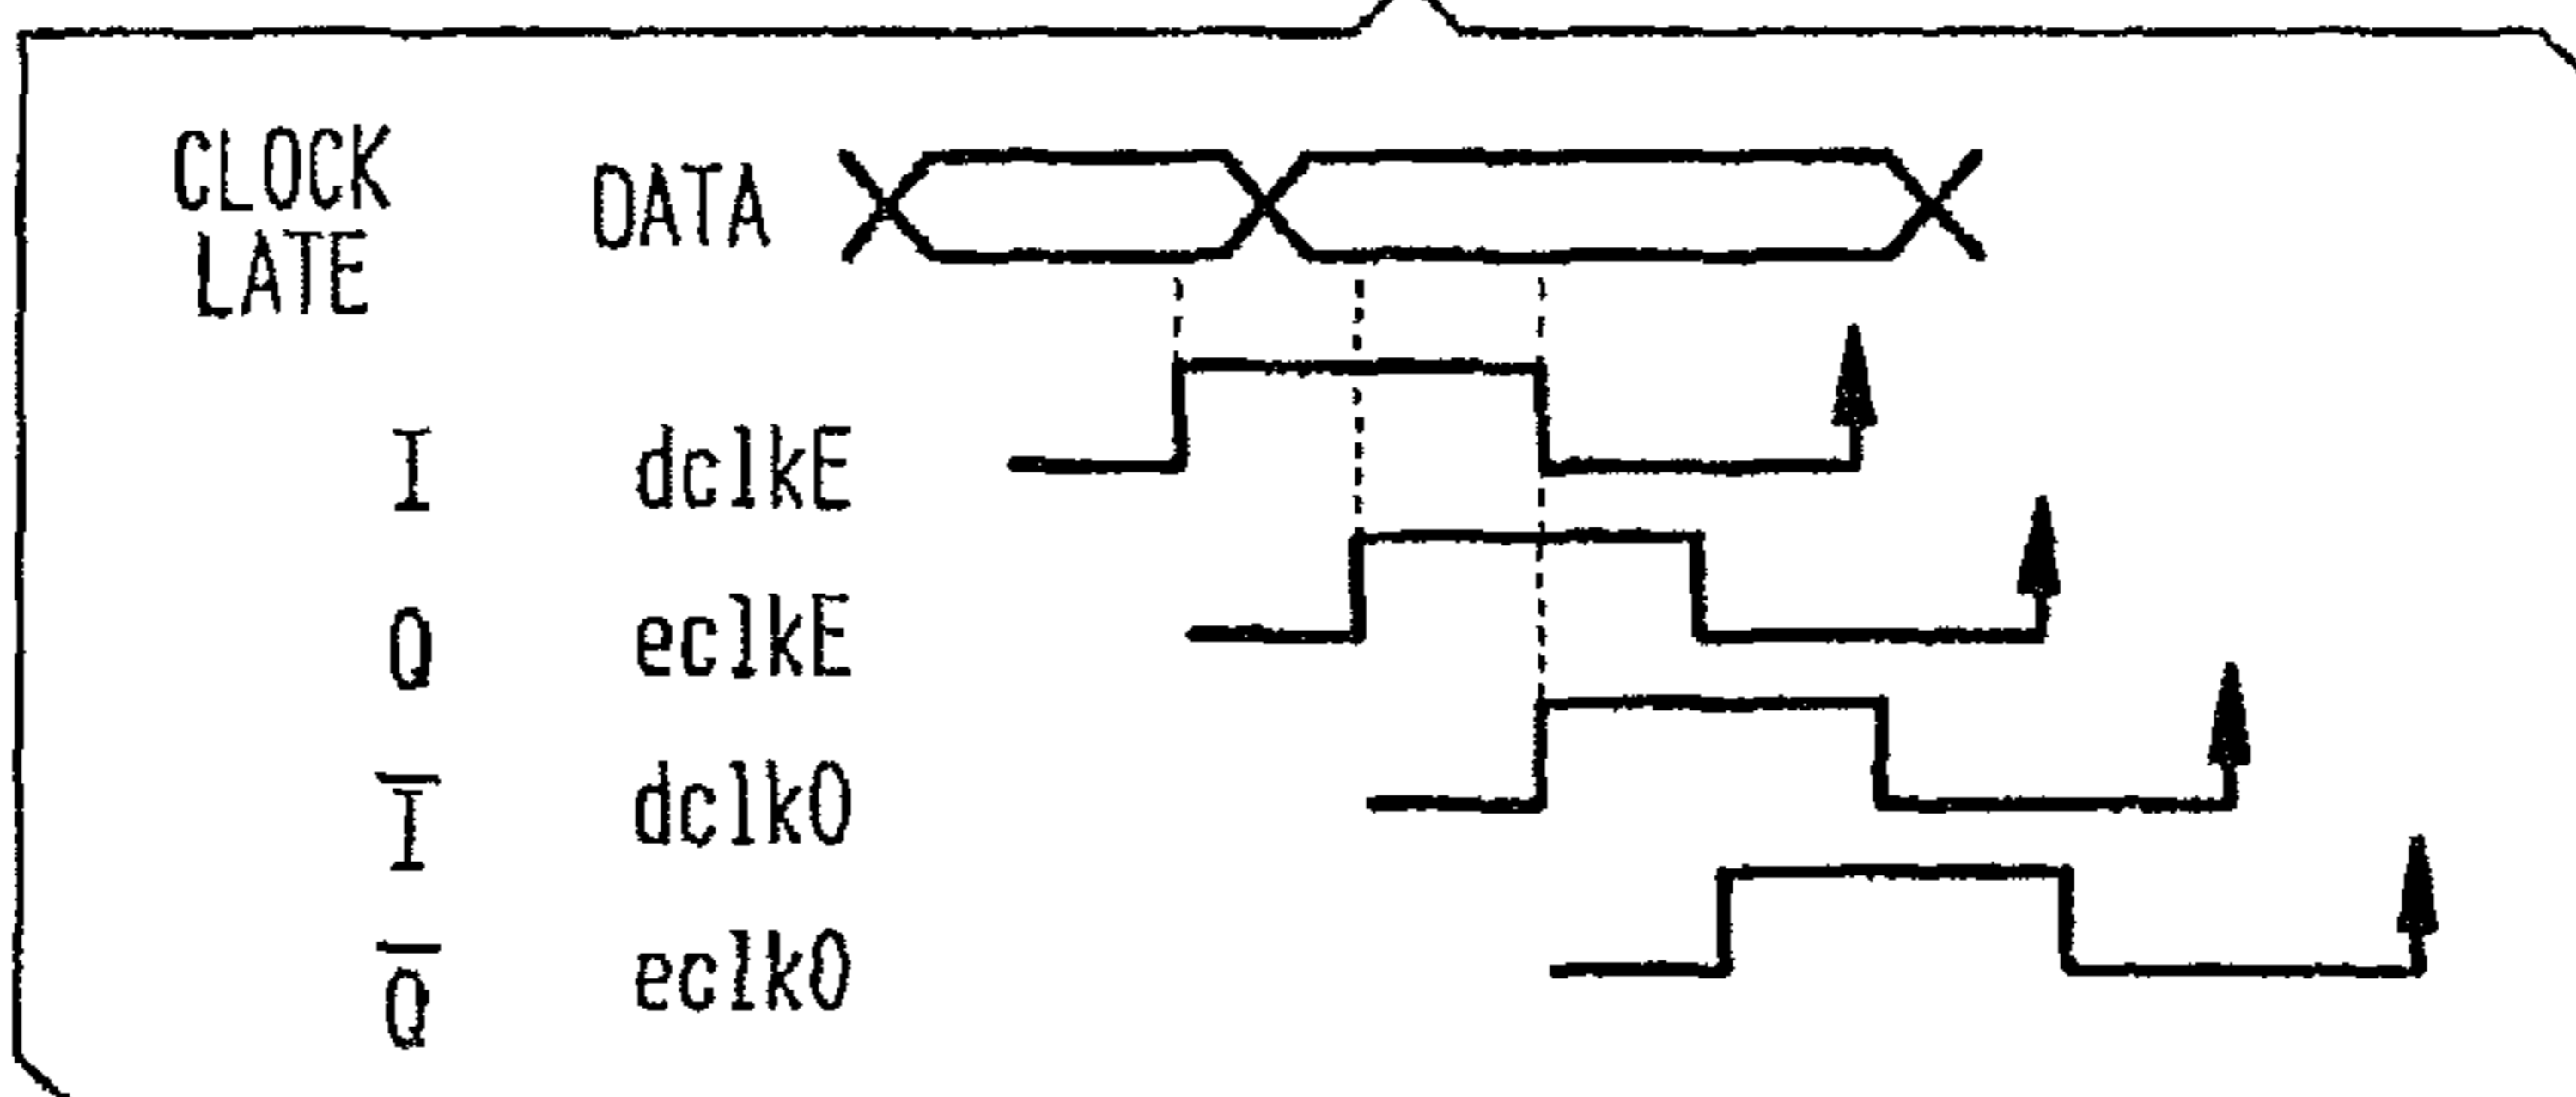 CLOCK
LATE
DATA
I dclkE
Q eclkE
I̅ dclkO
Q̅ eclkO